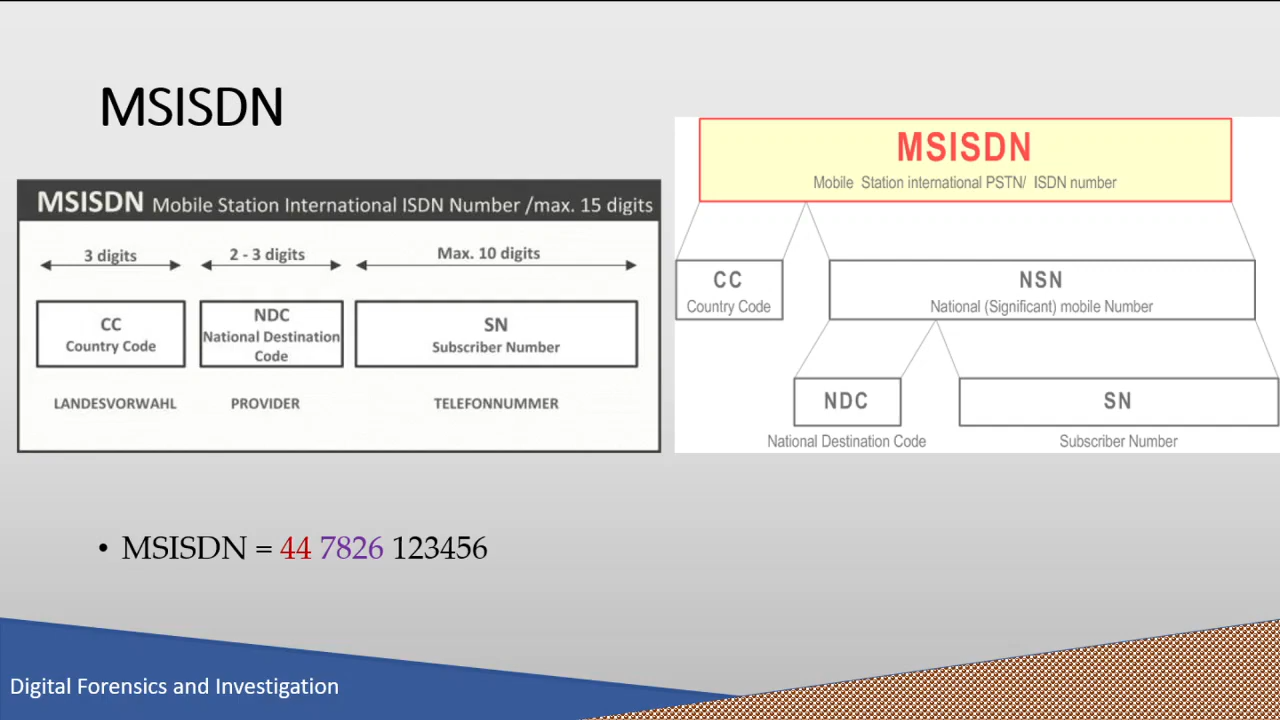 MSISDN
MSISDN Mobile Station International ISDN Number /max. 15 digits
3 digits
2 - 3 digits
Max. 10 digits
CC
Country Code
NDC
National Destination
Code
SN
Subscriber Number
LANDESVORWAHL
PROVIDER
TELEFONNUMMER
MSISDN
Mobile Station international PSTN/ ISDN number
CC
Country Code
NSN
National (Significant) mobile Number
NDC
National Destination Code
SN
Subscriber Number
• MSISDN = 44 7826 123456
Digital Forensics and Investigation